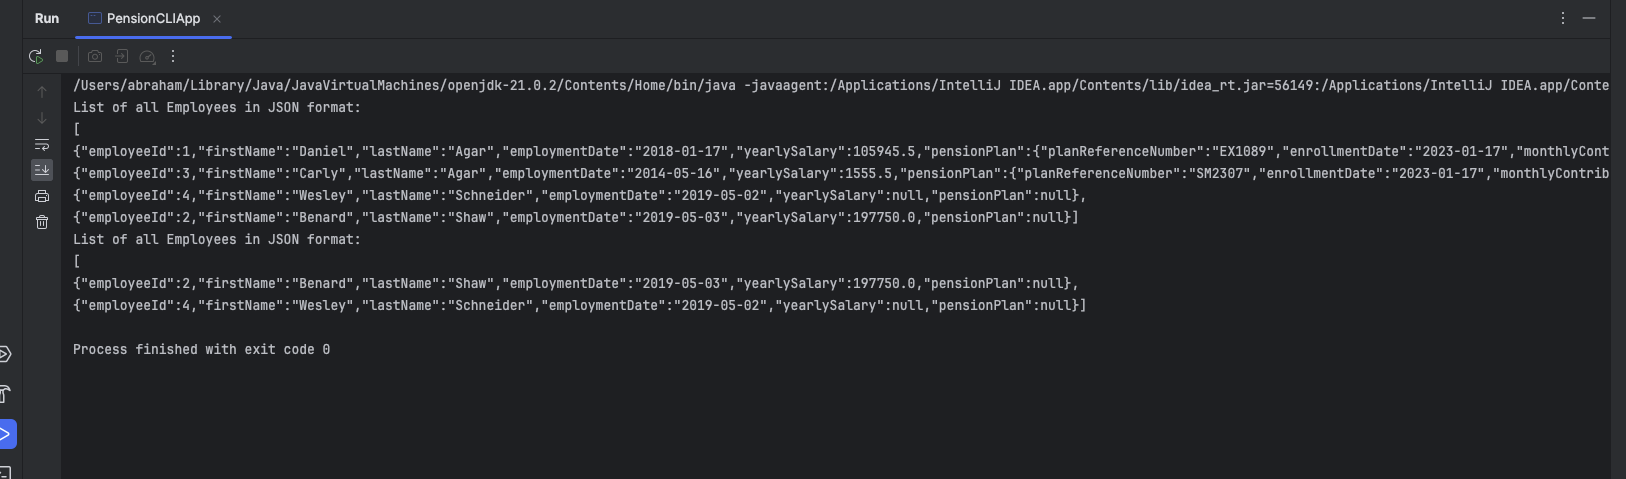 Run PensionCLIApp
/Users/abraham/Library/Java/JavaVirtualMachines/openjdk-21.0.2/Contents/Home/bin/java -javaagent:/Applications/IntelliJ IDEA.app/Contents/lib/idea_rt.jar=56149:/Applications/IntelliJ IDEA.app/Conte
List of all Employees in JSON format:
[
{"employeeId":1,"firstName":"Daniel","lastName":"Agar","employmentDate":"2018-01-17","yearlySalary":105945.5,"pensionPlan":{"planReferenceNumber":"EX1089","enrollmentDate":"2023-01-17","monthlyCont
{"employeeId":3,"firstName":"Carly","lastName":"Agar","employmentDate":"2014-05-16","yearlySalary":1555.5,"pensionPlan":{"planReferenceNumber":"SM2307","enrollmentDate":"2023-01-17","monthlyContrib
{"employeeId":4,"firstName":"Wesley","lastName":"Schneider","employmentDate":"2019-05-02","yearlySalary":null,"pensionPlan":null},
{"employeeId":2,"firstName":"Benard","lastName":"Shaw","employmentDate":"2019-05-03","yearlySalary":197750.0,"pensionPlan":null}]
List of all Employees in JSON format:
[
{"employeeId":2,"firstName":"Benard","lastName":"Shaw","employmentDate":"2019-05-03","yearlySalary":197750.0,"pensionPlan":null},
{"employeeId":4,"firstName":"Wesley","lastName":"Schneider","employmentDate":"2019-05-02","yearlySalary":null,"pensionPlan":null}]
Process finished with exit code 0